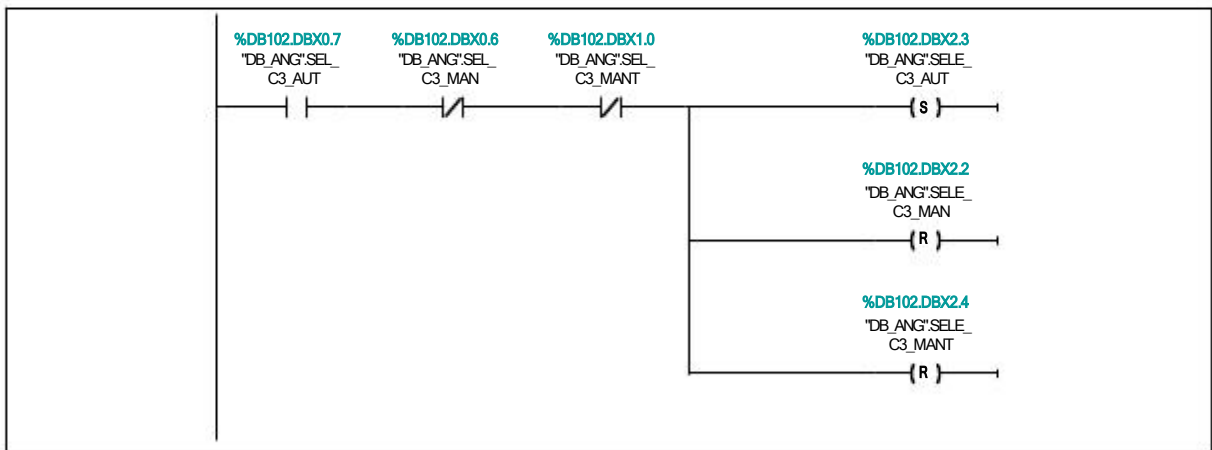 %DB102.DBX0.7 %DB102.DBX0.6 %DB102.DBX1.0 %DB102.DBX2.3
"DB_ANG".SEL_ "DB_ANG".SEL_ "DB_ANG".SEL_ "DB_ANG".SELE_
C3_AUT C3_MAN C3_MANT C3_AUT
S
%DB102.DBX2.2
"DB_ANG".SELE_
C3_MAN
R
%DB102.DBX2.4
"DB_ANG".SELE_
C3_MANT
R